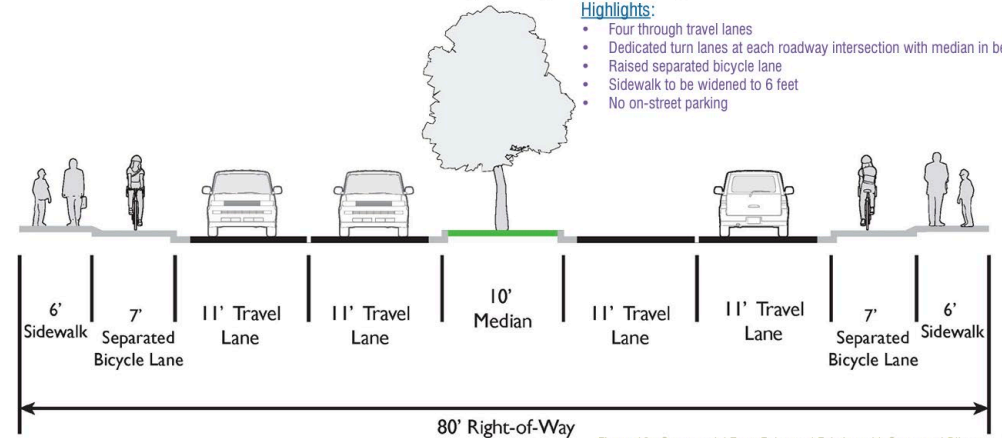 Highlights:
• Four through travel lanes
• Dedicated turn lanes at each roadway intersection with median in be
• Raised separated bicycle lane
• Sidewalk to be widened to 6 feet
• No on-street parking
6'
Sidewalk
7'
Separated
Bicycle Lane
11' Travel
Lane
11' Travel
Lane
10'
Median
11' Travel
Lane
11' Travel
Lane
7'
Separated
Bicycle Lane
6'
Sidewalk
80' Right-of-Way